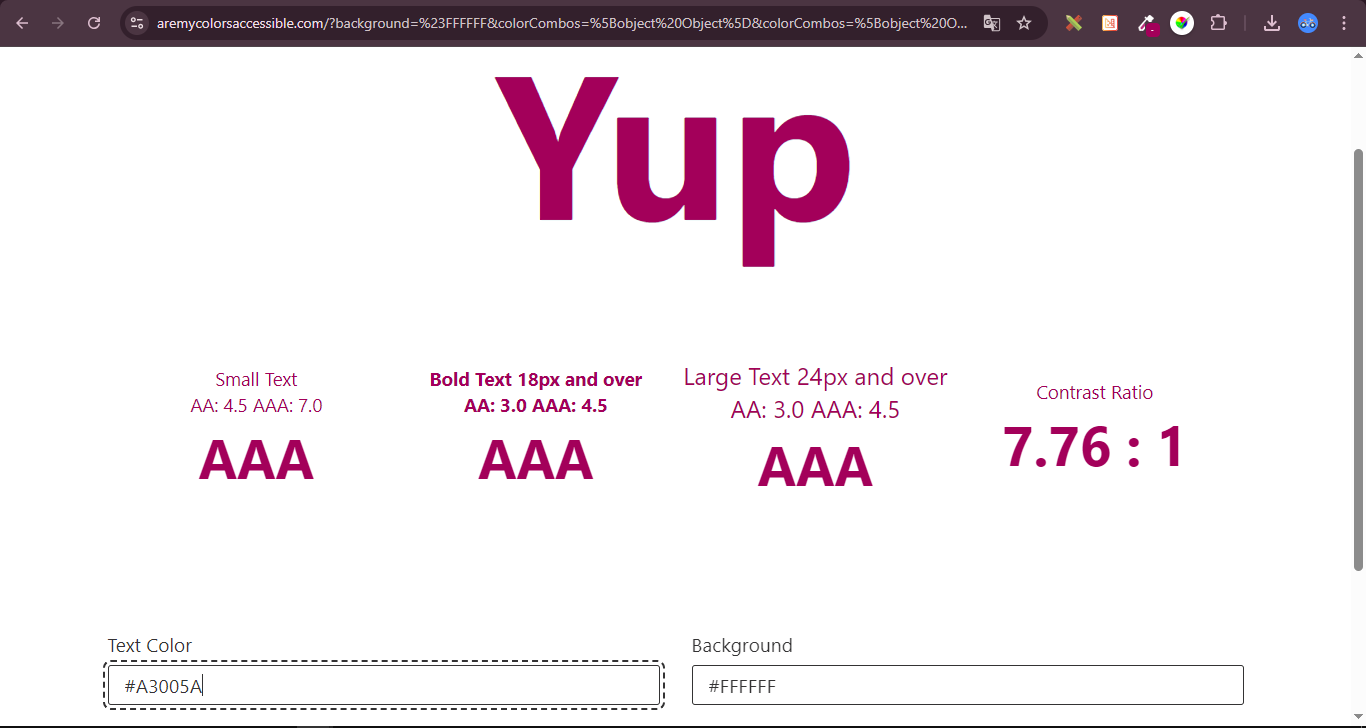 aremycolorsaccessible.com/?background=%23FFFFFF&colorCombos=%5Bobject%20Object%5D&colorCombos=%5Bobject%20O...
Yup
Small Text
AA: 4.5 AAA: 7.0
AAA
Bold Text 18px and over
AA: 3.0 AAA: 4.5
AAA
Large Text 24px and over
AA: 3.0 AAA: 4.5
AAA
Contrast Ratio
7.76 : 1
Text Color
#A3005A
Background
#FFFFFF